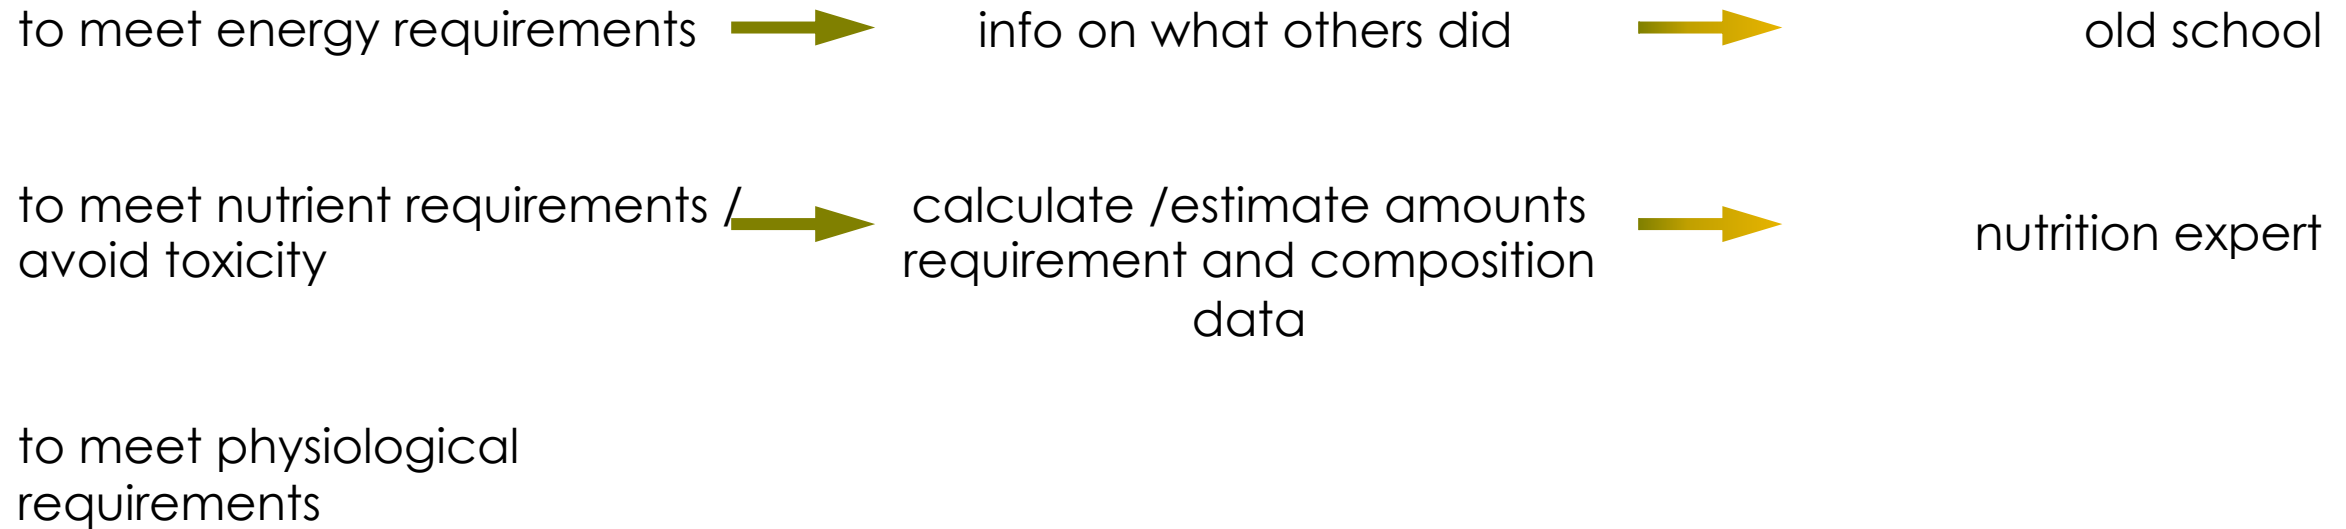 to meet energy requirements
info on what others did
old school
to meet nutrient requirements /
avoid toxicity
calculate /estimate amounts
requirement and composition
data
nutrition expert
to meet physiological
requirements